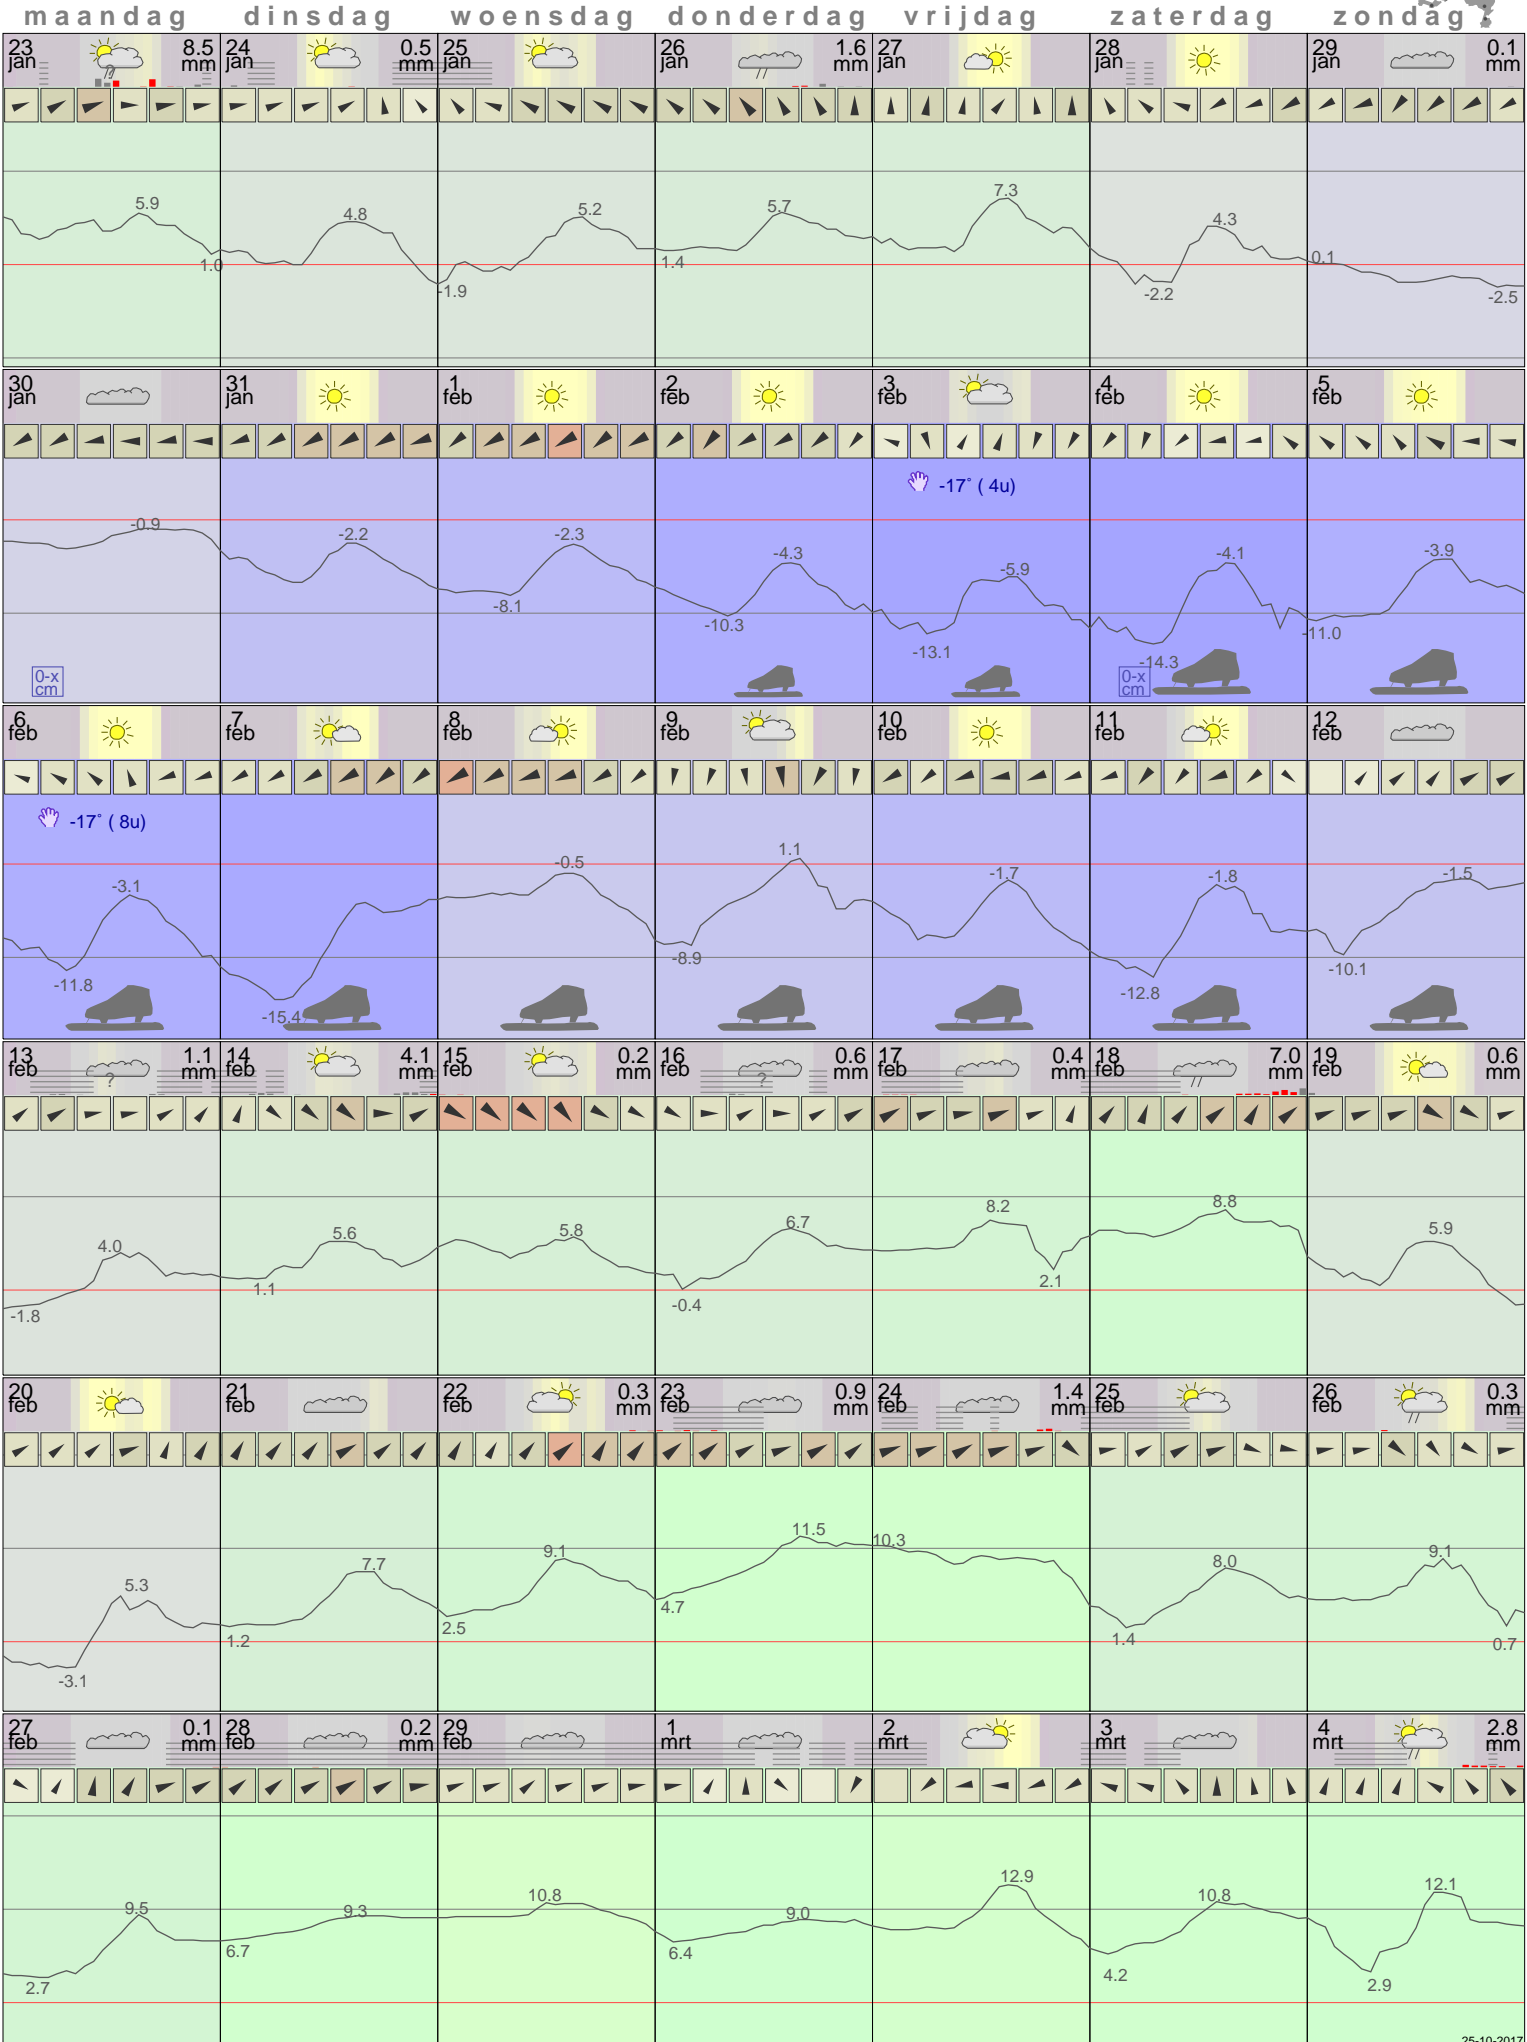 maandag dinsdag woensdag donderdag vrijdag zaterdag zondag
23 8.5 24 0.5 25 26 1.6 27 28 29 0.1
jan mm jan mm jan jan mm jan jan jan mm
?
5.9 4.8 5.2 5.7 7.3 4.3
1.0 -1.9 1.4 -2.2 0.1 -2.5
30 31 1 2 3 4 5
jan jan feb feb feb feb feb
-17° ( 4u)
-0.9 -2.2 -2.3 -4.3 -5.9 -4.1 -3.9
-8.1 -10.3 -13.1 -14.3 -11.0
0-x 0-x
cm cm
6 7 8 9 10 11 12
feb feb feb feb feb feb feb
-17° ( 8u)
-3.1 -0.5 1.1 -1.7 -1.8 -1.5
-11.8 -15.4 -8.9 -12.8 -10.1
13 1.1 14 4.1 15 0.2 16 0.6 17 0.4 18 7.0 19 0.6
feb mm feb mm feb mm feb mm feb mm feb mm feb mm
? ?
4.0 5.6 5.8 6.7 8.2 8.8 5.9
-1.8 1.1 -0.4 2.1
20 21 22 0.3 23 0.9 24 1.4 25 26 0.3
feb feb feb mm feb mm feb mm feb feb mm
5.3 7.7 9.1 11.5 10.3 8.0 9.1
-3.1 1.2 2.5 4.7 1.4 0.7
27 0.1 28 0.2 29 1 2 3 4 2.8
feb mm feb mm feb mrt mrt mrt mrt mm
9.5 9.3 10.8 9.0 12.9 10.8 12.1
2.7 6.7 6.4 4.2 2.9
25-10-2017